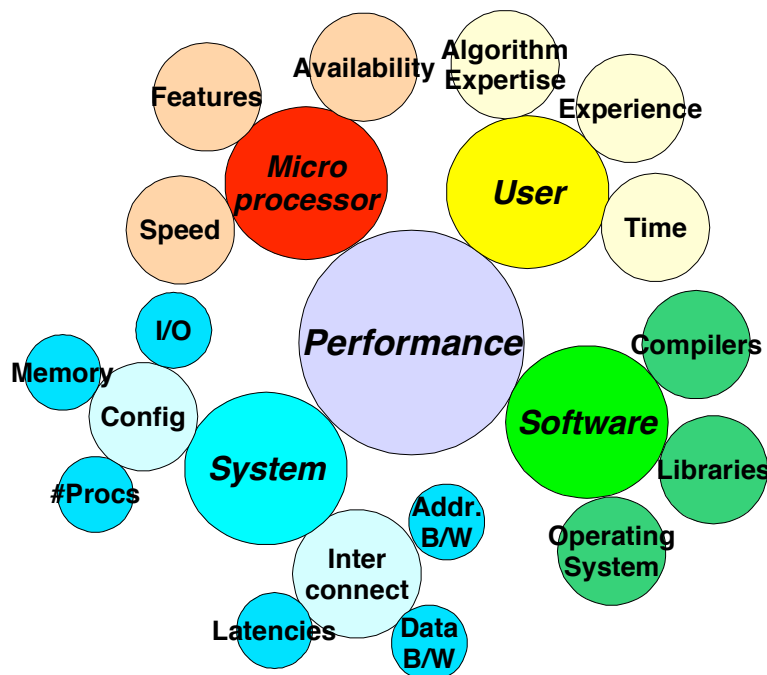 Availability
Algorithm
Expertise
Features
Experience
Micro
processor
User
Speed
Time
I/O
Performance
Compilers
Memory
Config
Software
System
Libraries
#Procs
Addr.
B/W
Operating
System
Inter
connect
Latencies
Data
B/W